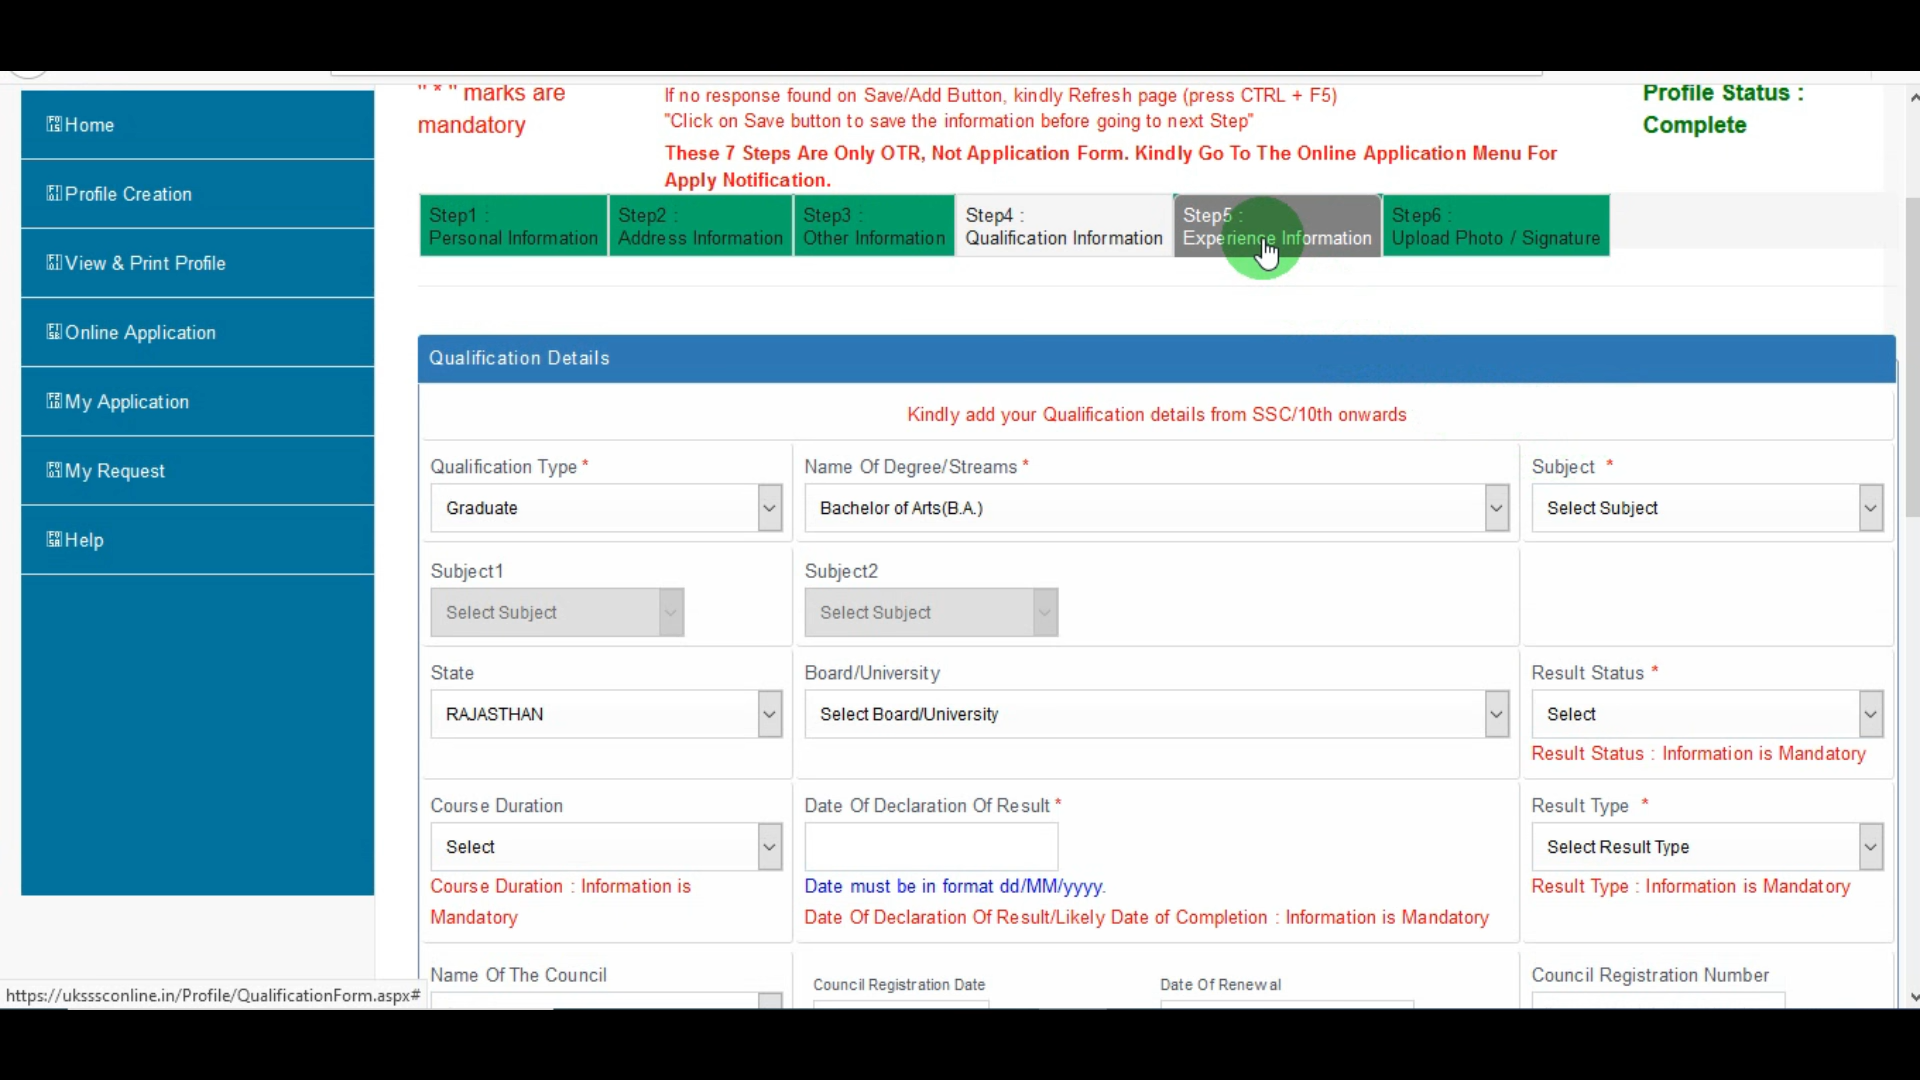 " * " marks are
mandatory
If no response found on Save/Add Button, kindly Refresh page (press CTRL + F5)
"Click on Save button to save the information before going to next Step"
These 7 Steps Are Only OTR, Not Application Form. Kindly Go To The Online Application Menu For
Apply Notification.
Profile Status :
Complete
Home
Profile Creation
View & Print Profile
Online Application
My Application
My Request
Help
Step1 :
Personal Information
Step2 :
Address Information
Step3 :
Other Information
Step4 :
Qualification Information
Step5 :
Experience Information
Step6 :
Upload Photo / Signature
Qualification Details
Kindly add your Qualification details from SSC/10th onwards
Qualification Type *
Name Of Degree/Streams *
Subject *
Graduate
Bachelor of Arts(B.A.)
Select Subject
Subject1
Subject2
Select Subject
Select Subject
State
Board/University
Result Status *
RAJASTHAN
Select Board/University
Select
Result Status : Information is Mandatory
Course Duration
Date Of Declaration Of Result *
Result Type *
Select
Select Result Type
Course Duration : Information is
Mandatory
Date must be in format dd/MM/yyyy.
Date Of Declaration Of Result/Likely Date of Completion : Information is Mandatory
Result Type : Information is Mandatory
Name Of The Council
Council Registration Date
Date Of Renewal
Council Registration Number
https://uksssconline.in/Profile/QualificationForm.aspx#